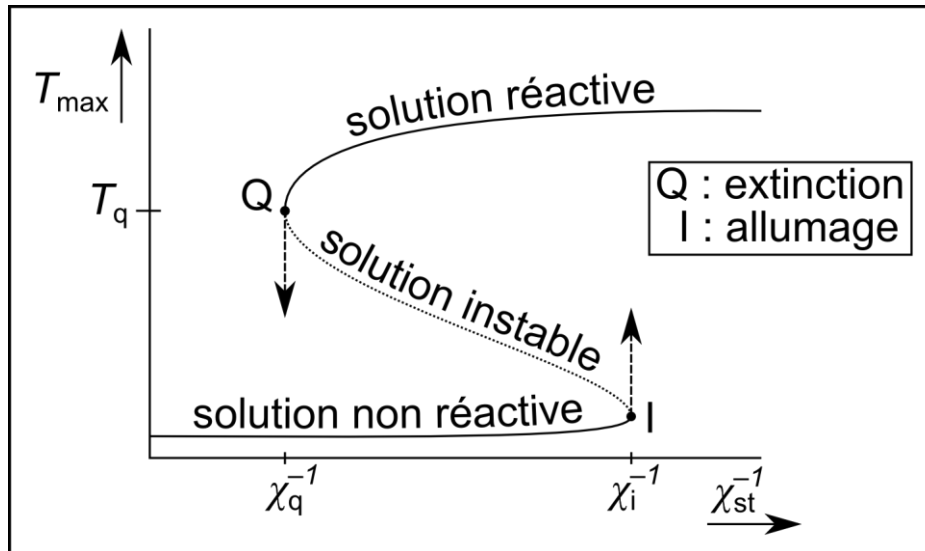 T_max
solution réactive
T_q
Q
Q : extinction
I : allumage
solution instable
solution non réactive
I
χ_q^{-1}
χ_i^{-1}
χ_st^{-1}